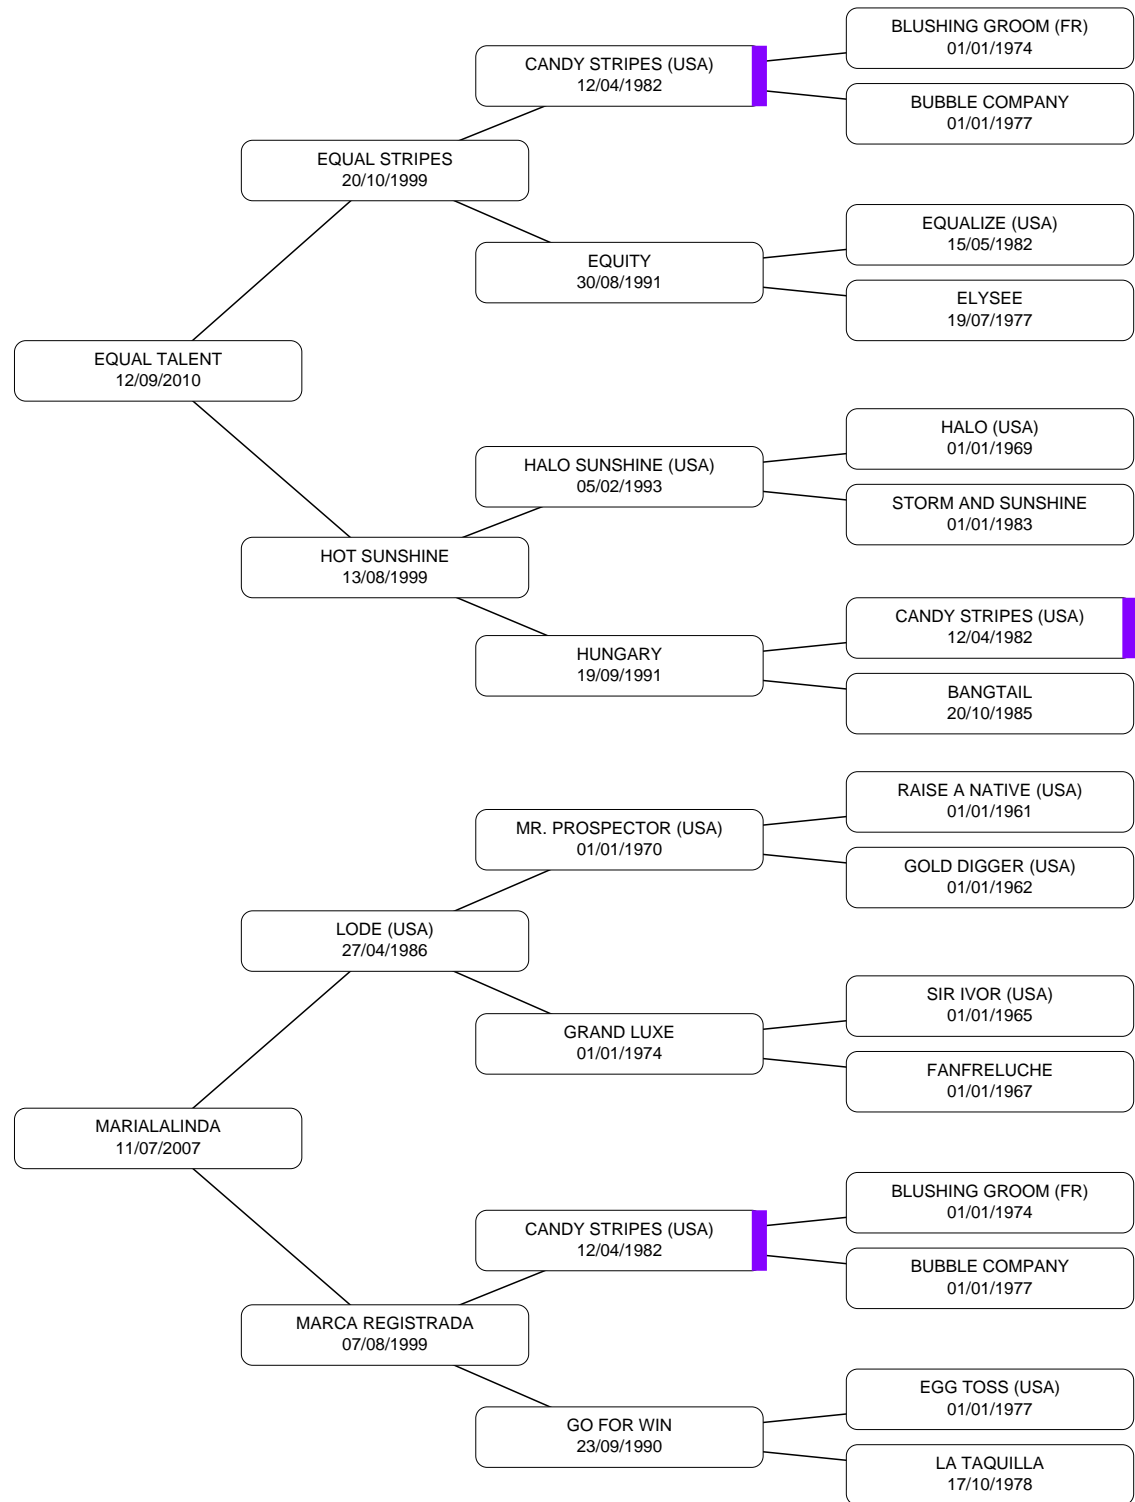 BLUSHING GROOM (FR)
01/01/1974
CANDY STRIPES (USA)
12/04/1982
BUBBLE COMPANY
01/01/1977
EQUAL STRIPES
20/10/1999
EQUALIZE (USA)
15/05/1982
EQUITY
30/08/1991
ELYSEE
19/07/1977
EQUAL TALENT
12/09/2010
HALO (USA)
01/01/1969
HALO SUNSHINE (USA)
05/02/1993
STORM AND SUNSHINE
01/01/1983
HOT SUNSHINE
13/08/1999
CANDY STRIPES (USA)
12/04/1982
HUNGARY
19/09/1991
BANGTAIL
20/10/1985
RAISE A NATIVE (USA)
01/01/1961
MR. PROSPECTOR (USA)
01/01/1970
GOLD DIGGER (USA)
01/01/1962
LODE (USA)
27/04/1986
SIR IVOR (USA)
01/01/1965
GRAND LUXE
01/01/1974
FANFRELUCHE
01/01/1967
MARIALALINDA
11/07/2007
BLUSHING GROOM (FR)
01/01/1974
CANDY STRIPES (USA)
12/04/1982
BUBBLE COMPANY
01/01/1977
MARCA REGISTRADA
07/08/1999
EGG TOSS (USA)
01/01/1977
GO FOR WIN
23/09/1990
LA TAQUILLA
17/10/1978